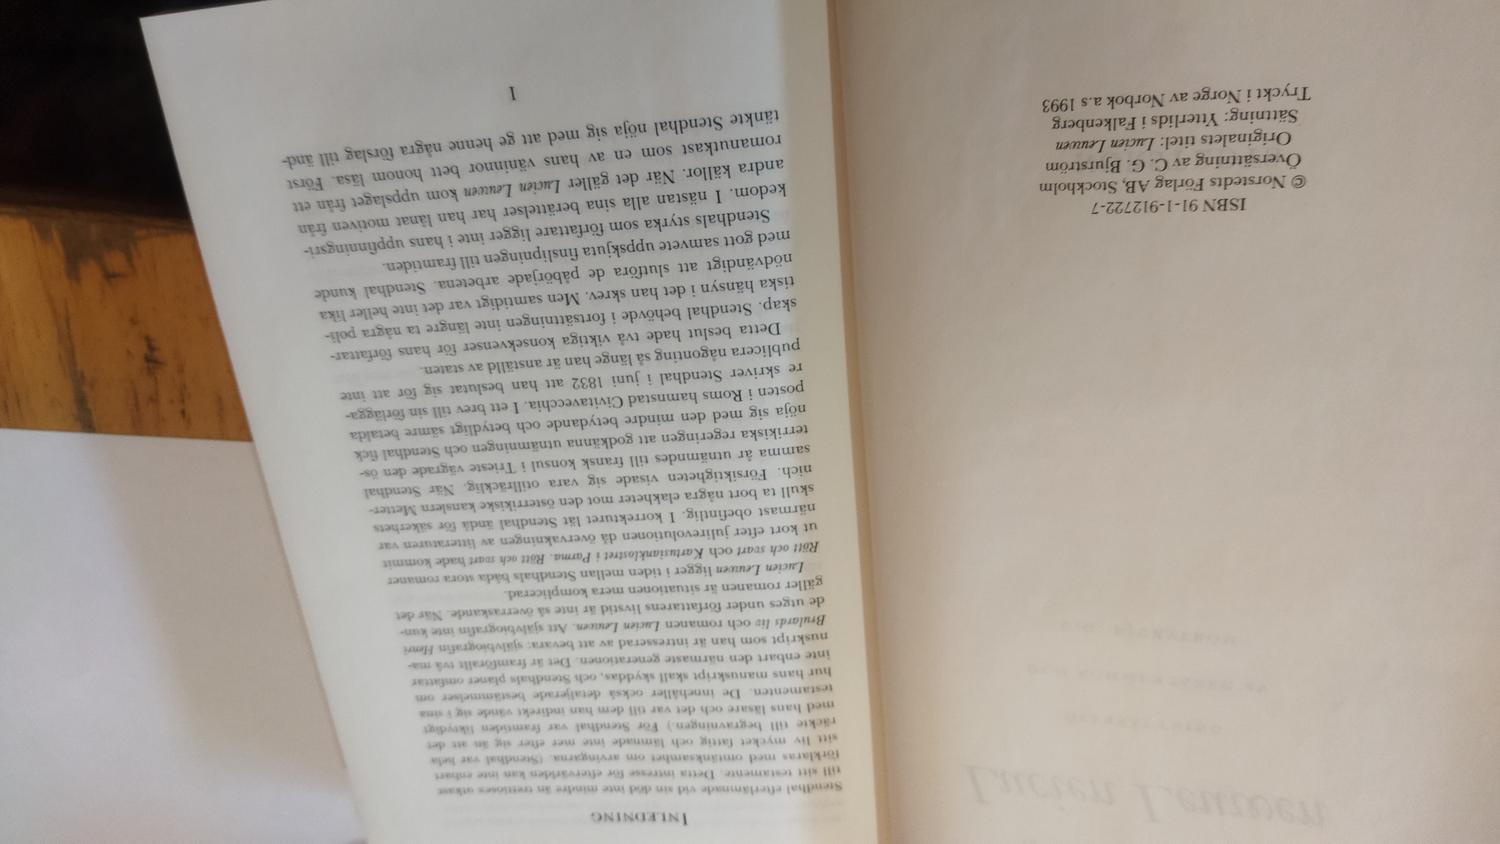 ISBN 91-1-912722-7
© Norstedts Förlag AB, Stockholm
Översättning av C. G. Bjurström
Originalets titel: Lucien Leuwen
Sättning: Ytterlids i Falkenberg
Tryckt i Norge av Norbok a.s 1993
INLEDNING
Stendhal efterlämnade vid sin död inte mindre än trettioсex utkast
till sitt testamente. Detta intresse för eftervärlden kan inte enbart
förklaras med omtänksamhet om arvingarna. (Stendhal var hela
sitt liv mycket fattig och lämnade inte mer efter sig än att det
räckte till begravningen.) För Stendhal var framtiden liktydigt
med hans läsare och det var till dem han indirekt vände sig i sina
testamenten. De innehåller också detaljerade bestämmelser om
hur hans manuskript skall skyddas, och Stendhals planer omfattar
inte enbart den närmaste generationen. Det är framförallt två ma-
nuskript som han är intresserad av att bevara: självbiografin Henri
Brulards liv och romanen Lucien Leuwen. Att självbiografin inte kun-
de utges under författarens livstid är inte så överraskande. När det
gäller romanen är situationen mera komplicerad.
Lucien Leuwen ligger i tiden mellan Stendhals båda stora romaner
Rött och svart och Kartusianklostret i Parma. Rött och svart hade kommit
ut kort efter julirevolutionen då övervakningen av litteraturen var
närmast obefintlig. I korrekturet lät Stendhal ändå för säkerhets
skull ta bort några elakheter mot den österrikiske kanslern Metter-
nich. Försiktigheten visade sig vara otillräcklig. När Stendhal
samma år utnämndes till fransk konsul i Trieste vägrade den ös-
terrikiska regeringen att godkänna utnämningen och Stendhal fick
nöja sig med den mindre betydande och betydligt sämre betalda
posten i Roms hamnstad Civitavecchia. I ett brev till sin förlägga-
re skriver Stendhal i juni 1832 att han beslutat sig för att inte
publicera någonting så länge han är anställd av staten.
Detta beslut hade två viktiga konsekvenser för hans författar-
skap. Stendhal behövde i fortsättningen inte längre ta några poli-
tiska hänsyn i det han skrev. Men samtidigt var det inte heller lika
nödvändigt att slutföra de påbörjade arbetena. Stendhal kunde
med gott samvete uppskjuta finslipningen till framtiden.
Stendhals styrka som författare ligger inte i hans uppfinningsri-
kedom. I nästan alla sina berättelser har han lånat motiven från
andra källor. När det gäller Lucien Leuwen kom uppslaget från ett
romanutkast som en av hans väninnor bett honom läsa. Först
tänkte Stendhal nöja sig med att ge henne några förslag till änd-
I
Lucien Leuwen